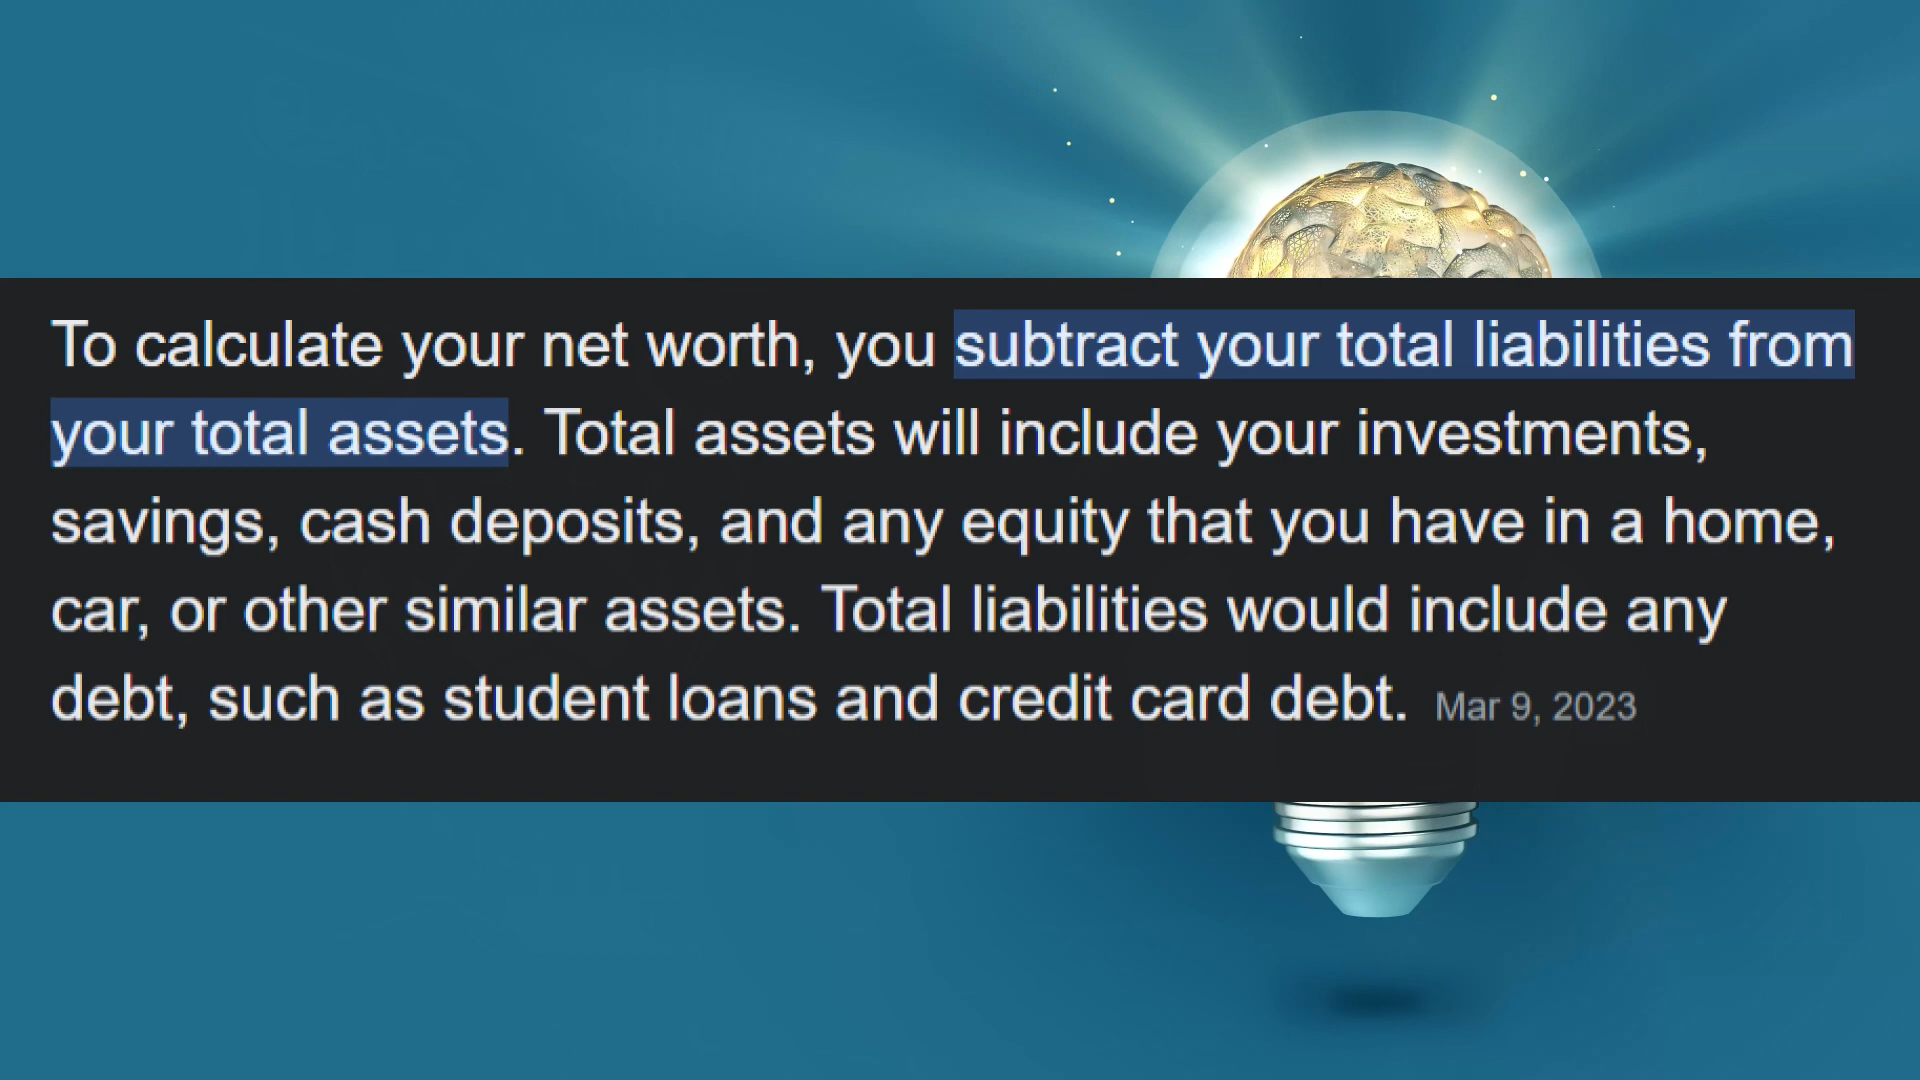 To calculate your net worth, you subtract your total liabilities from
your total assets. Total assets will include your investments,
savings, cash deposits, and any equity that you have in a home,
car, or other similar assets. Total liabilities would include any
debt, such as student loans and credit card debt. Mar 9, 2023